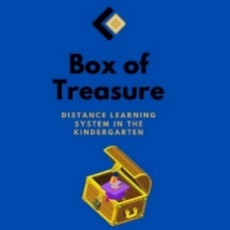 Box of
Treasure
DISTANCE LEARNING
SYSTEM IN THE
KINDERGARTEN